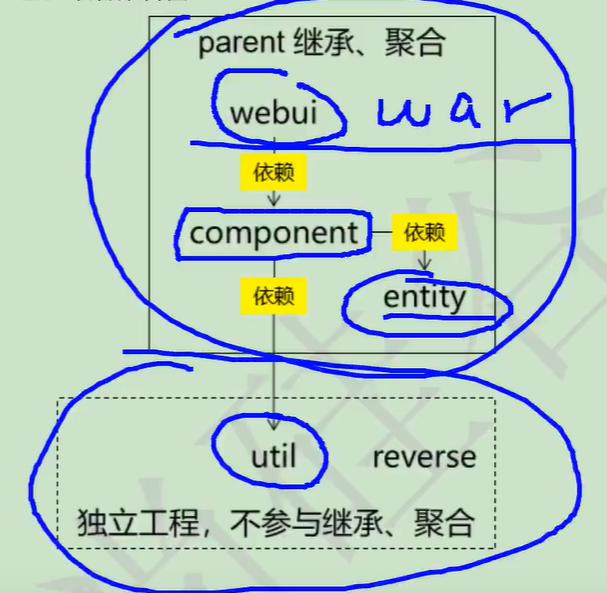 parent 继承、聚合
webui war
依赖
component 依赖
依赖 entity
util reverse
独立工程，不参与继承、聚合